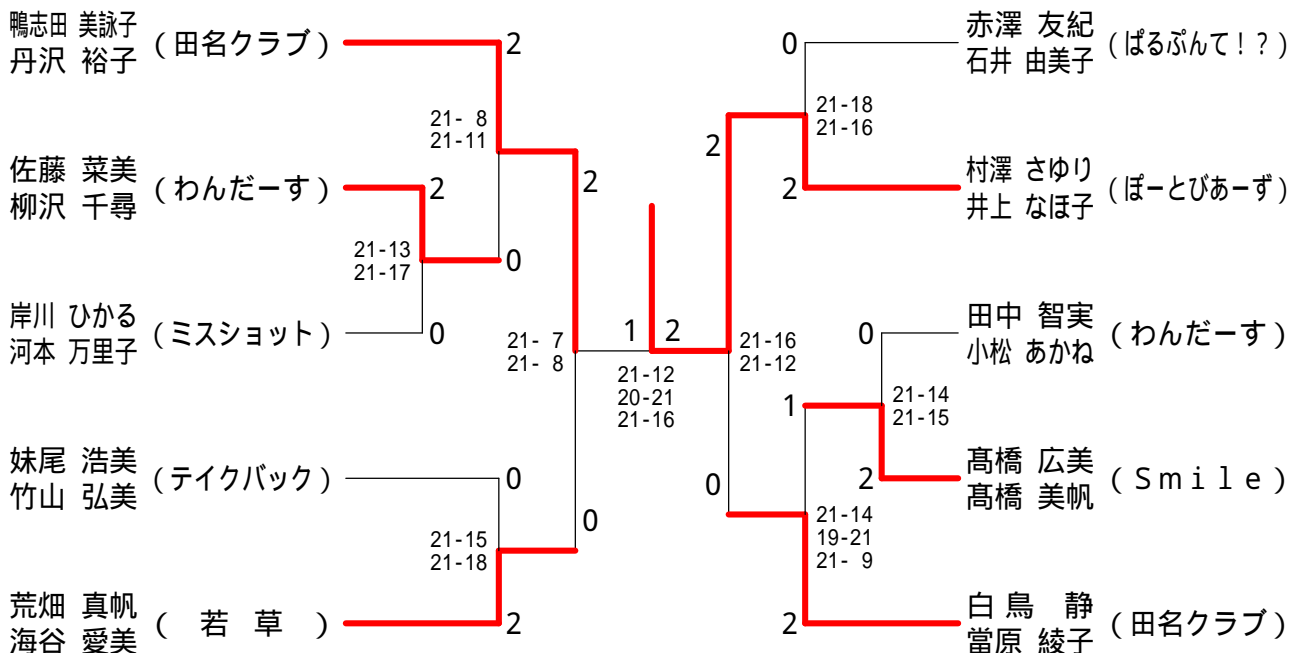 鴨志田 美詠子
丹沢 裕子
(田名クラブ)
2
21- 8
21-11
佐藤 菜美
柳沢 千尋
(わんだーす)
2
2
21-13
21-17
0
岸川 ひかる
河本 万里子
(ミスショット)
0
21- 7
21- 8
妹尾 浩美
竹山 弘美
(テイクバック)
0
0
21-15
21-18
荒畑 真帆
海谷 愛美
( 若 草 )
2
1
2
21-12
20-21
21-16
0
赤澤 友紀
石井 由美子
(ぱるぷんて!?)
21-18
21-16
2
村澤 さゆり
井上 なほ子
(ぽーとびあーず)
2
21-16
21-12
0
田中 智実
小松 あかね
(わんだーす)
21-14
21-15
1
髙橋 広美
髙橋 美帆
(Smile)
2
0
21-14
19-21
21- 9
白鳥 静
當原 綾子
(田名クラブ)
2